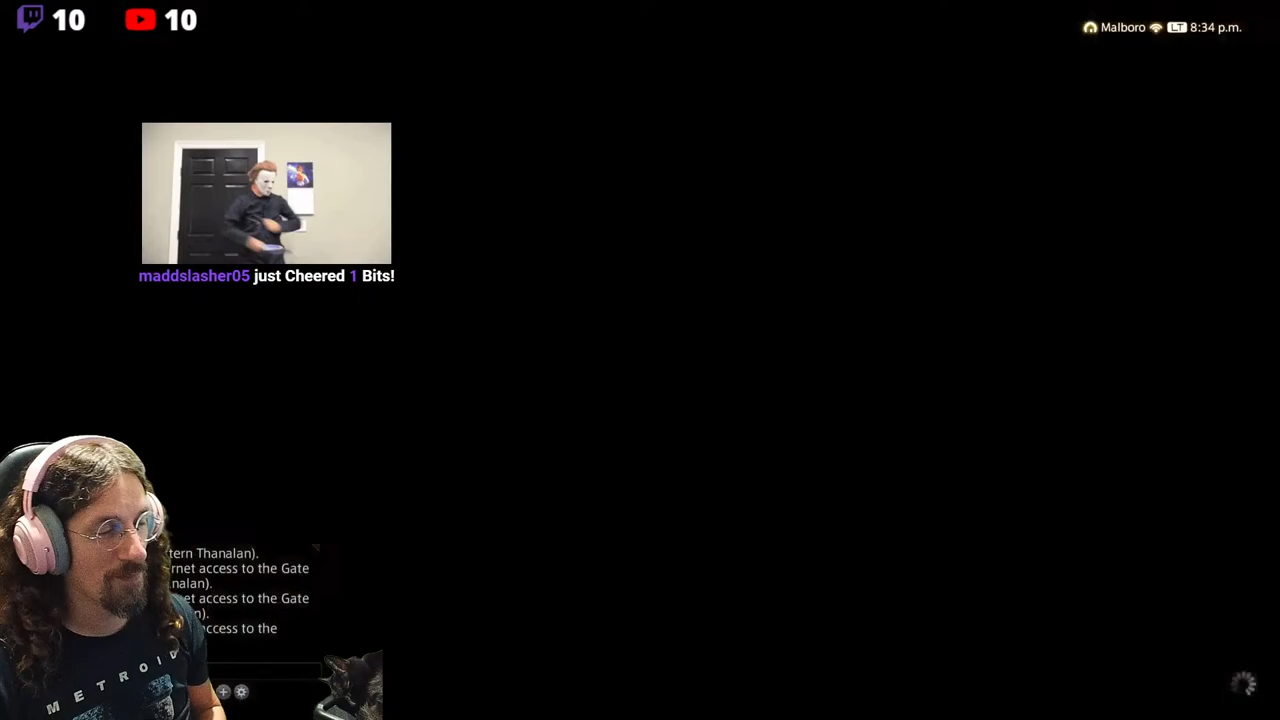 10 10
Malboro LT 8:34 p.m.
maddslasher05 just Cheered 1 Bits!
tern Thanalan).
rnet access to the Gate
nalan).
et access to the Gate
n).
access to the
METROID